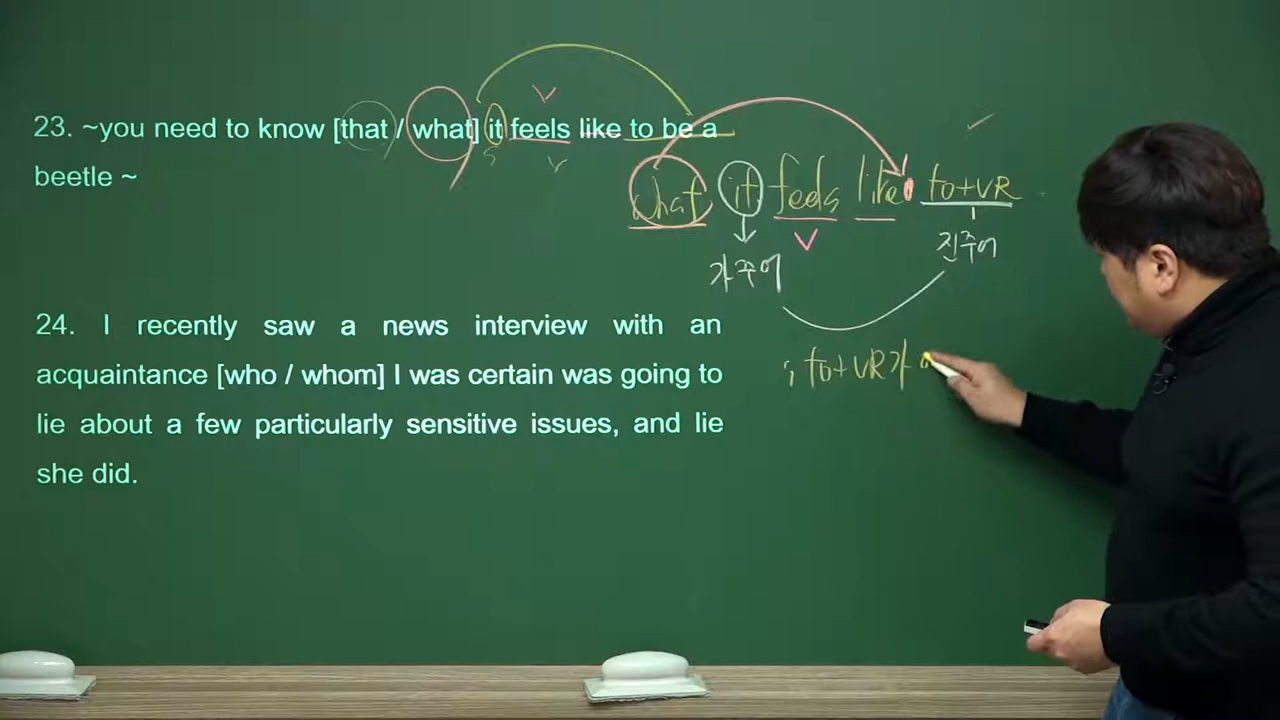 23. ~you need to know [that / what] it feels like to be a
beetle ~
S V
what it feels like to+VR
V
가주어 진주어
; to+VR가
24. I recently saw a news interview with an
acquaintance [who / whom] I was certain was going to
lie about a few particularly sensitive issues, and lie
she did.